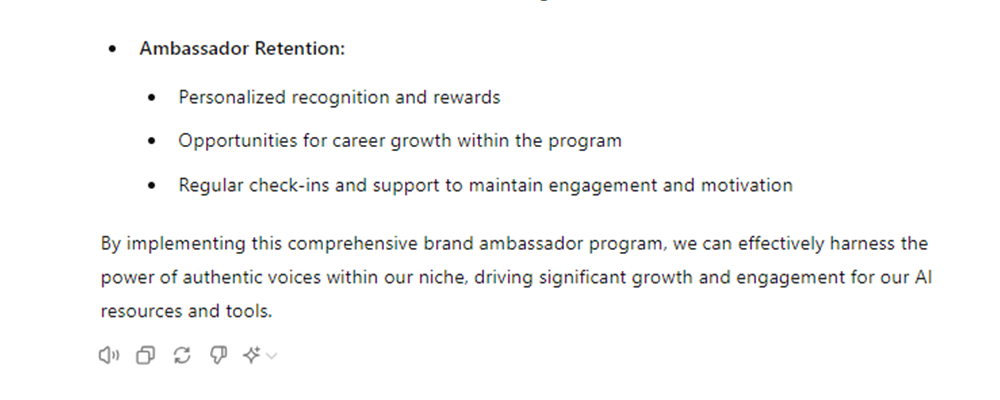 Ambassador Retention:
Personalized recognition and rewards
Opportunities for career growth within the program
Regular check-ins and support to maintain engagement and motivation
By implementing this comprehensive brand ambassador program, we can effectively harness the
power of authentic voices within our niche, driving significant growth and engagement for our AI
resources and tools.